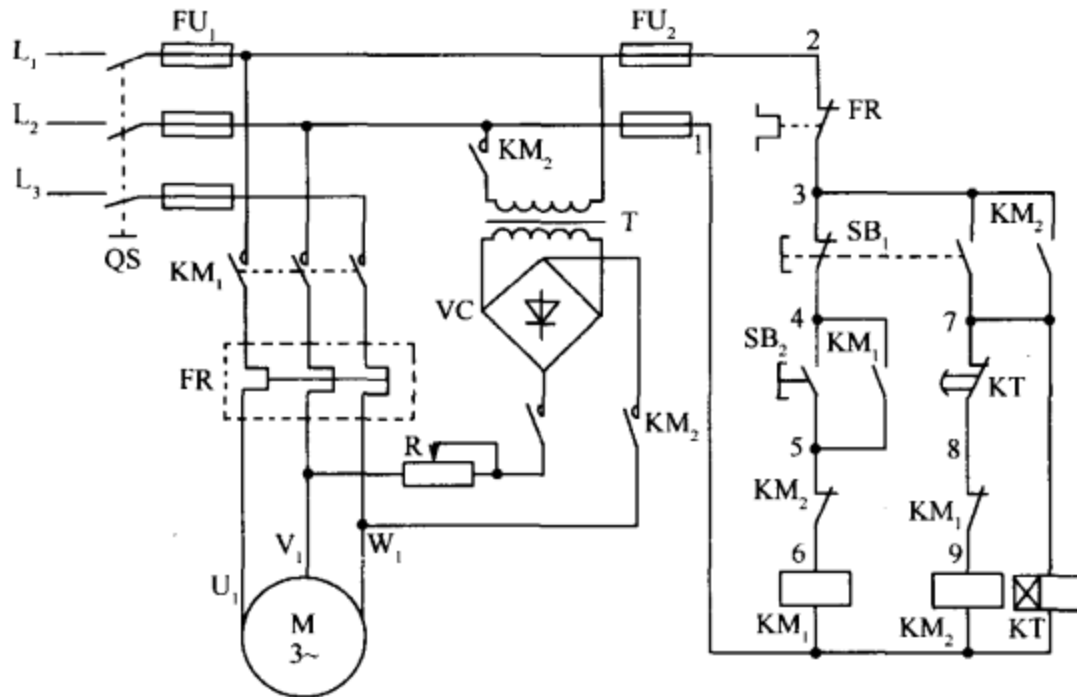 FU₁
FU₂
2
L₁
L₂
KM₂
1
FR
L₃
3
KM₂
T
SB₁
QS
KM₁
VC
4
7
SB₂
KM₁
FR
KT
KM₂
R
5
8
KM₂
KM₁
V₁
W₁
6
9
U₁
M
3~
KM₁
KM₂
KT